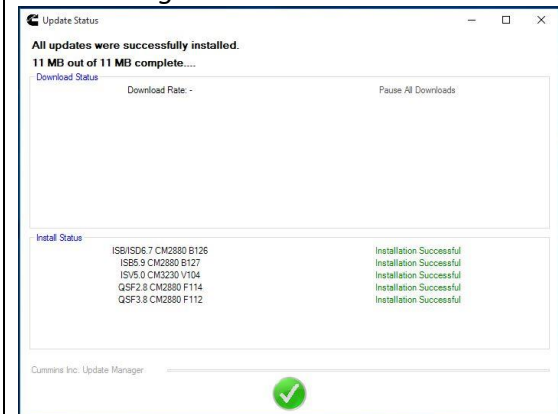 Update Status
All updates were successfully installed.
11 MB out of 11 MB complete....
Download Status
Download Rate: - Pause All Downloads
Install Status
ISB/ISD6.7 CM2880 B126 Installation Successful
ISB5.9 CM2880 B127 Installation Successful
ISV5.0 CM3230 V104 Installation Successful
QSF2.8 CM2880 F114 Installation Successful
QSF3.8 CM2880 F112 Installation Successful
Cummins Inc. Update Manager